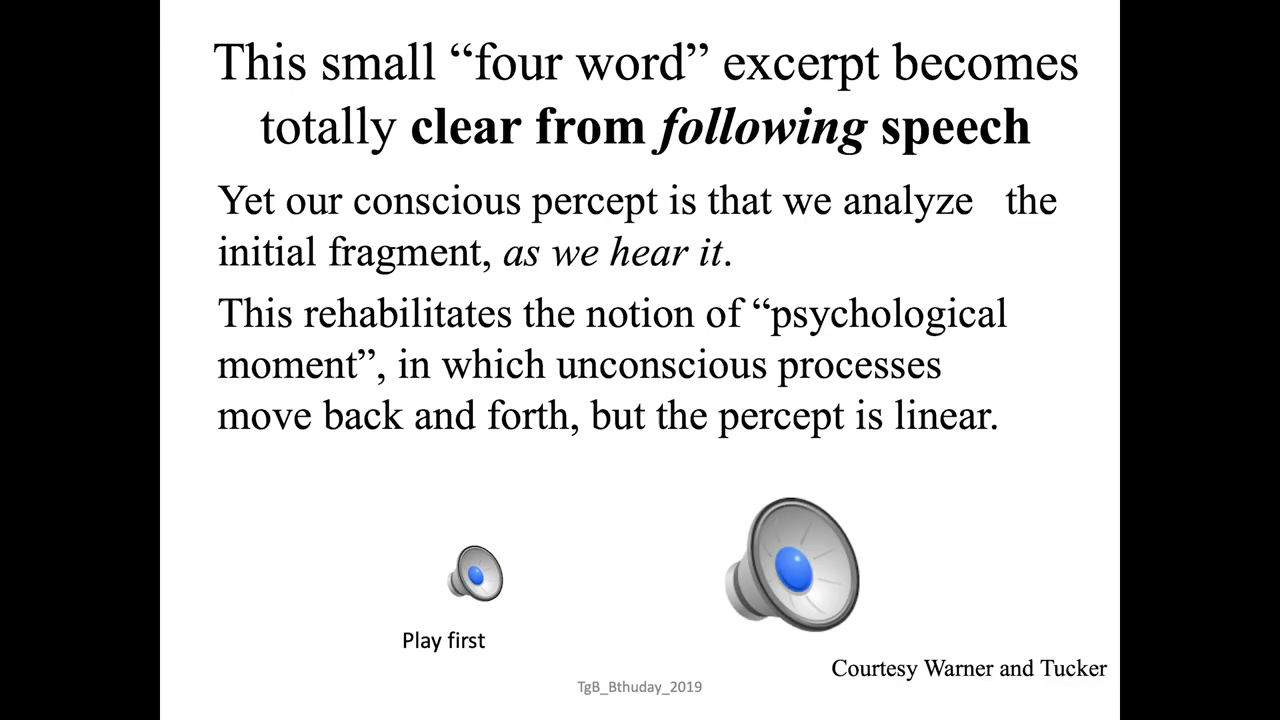 This small “four word” excerpt becomes
totally clear from following speech
Yet our conscious percept is that we analyze the
initial fragment, as we hear it.
This rehabilitates the notion of “psychological
moment”, in which unconscious processes
move back and forth, but the percept is linear.
Play first
Courtesy Warner and Tucker
TgB_Bthuday_2019